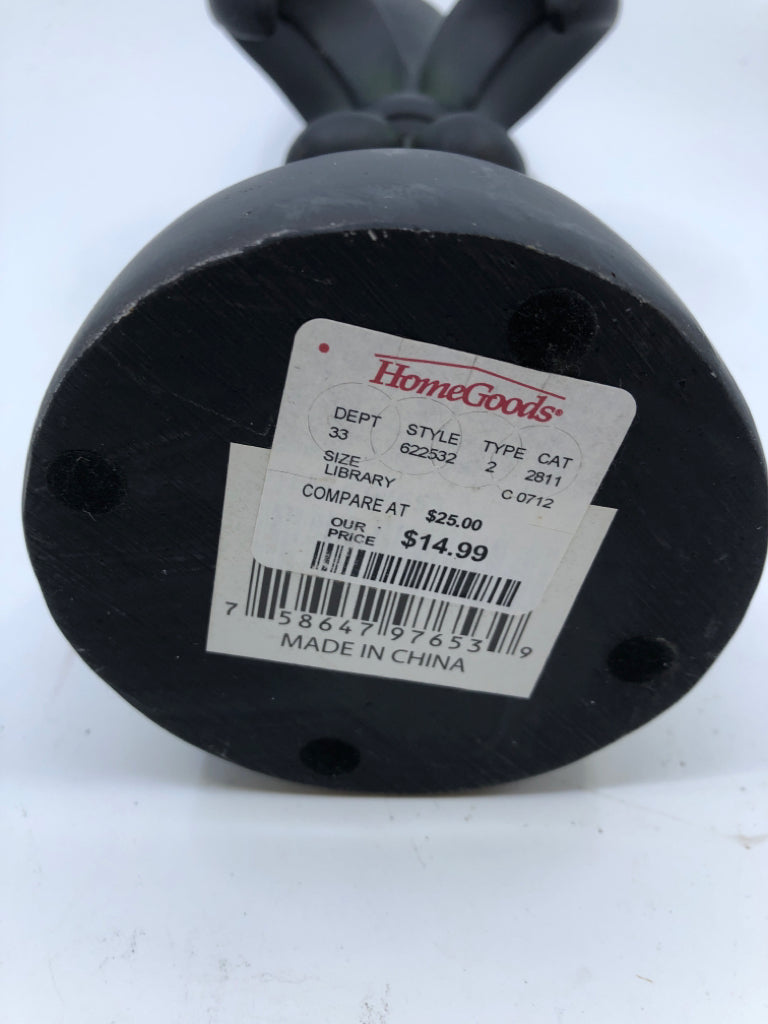 HomeGoods®
DEPT STYLE TYPE CAT
33 622532 2 2811
SIZE C 0712
LIBRARY
COMPARE AT $25.00
OUR PRICE $14.99
7 58647 97653 9
MADE IN CHINA